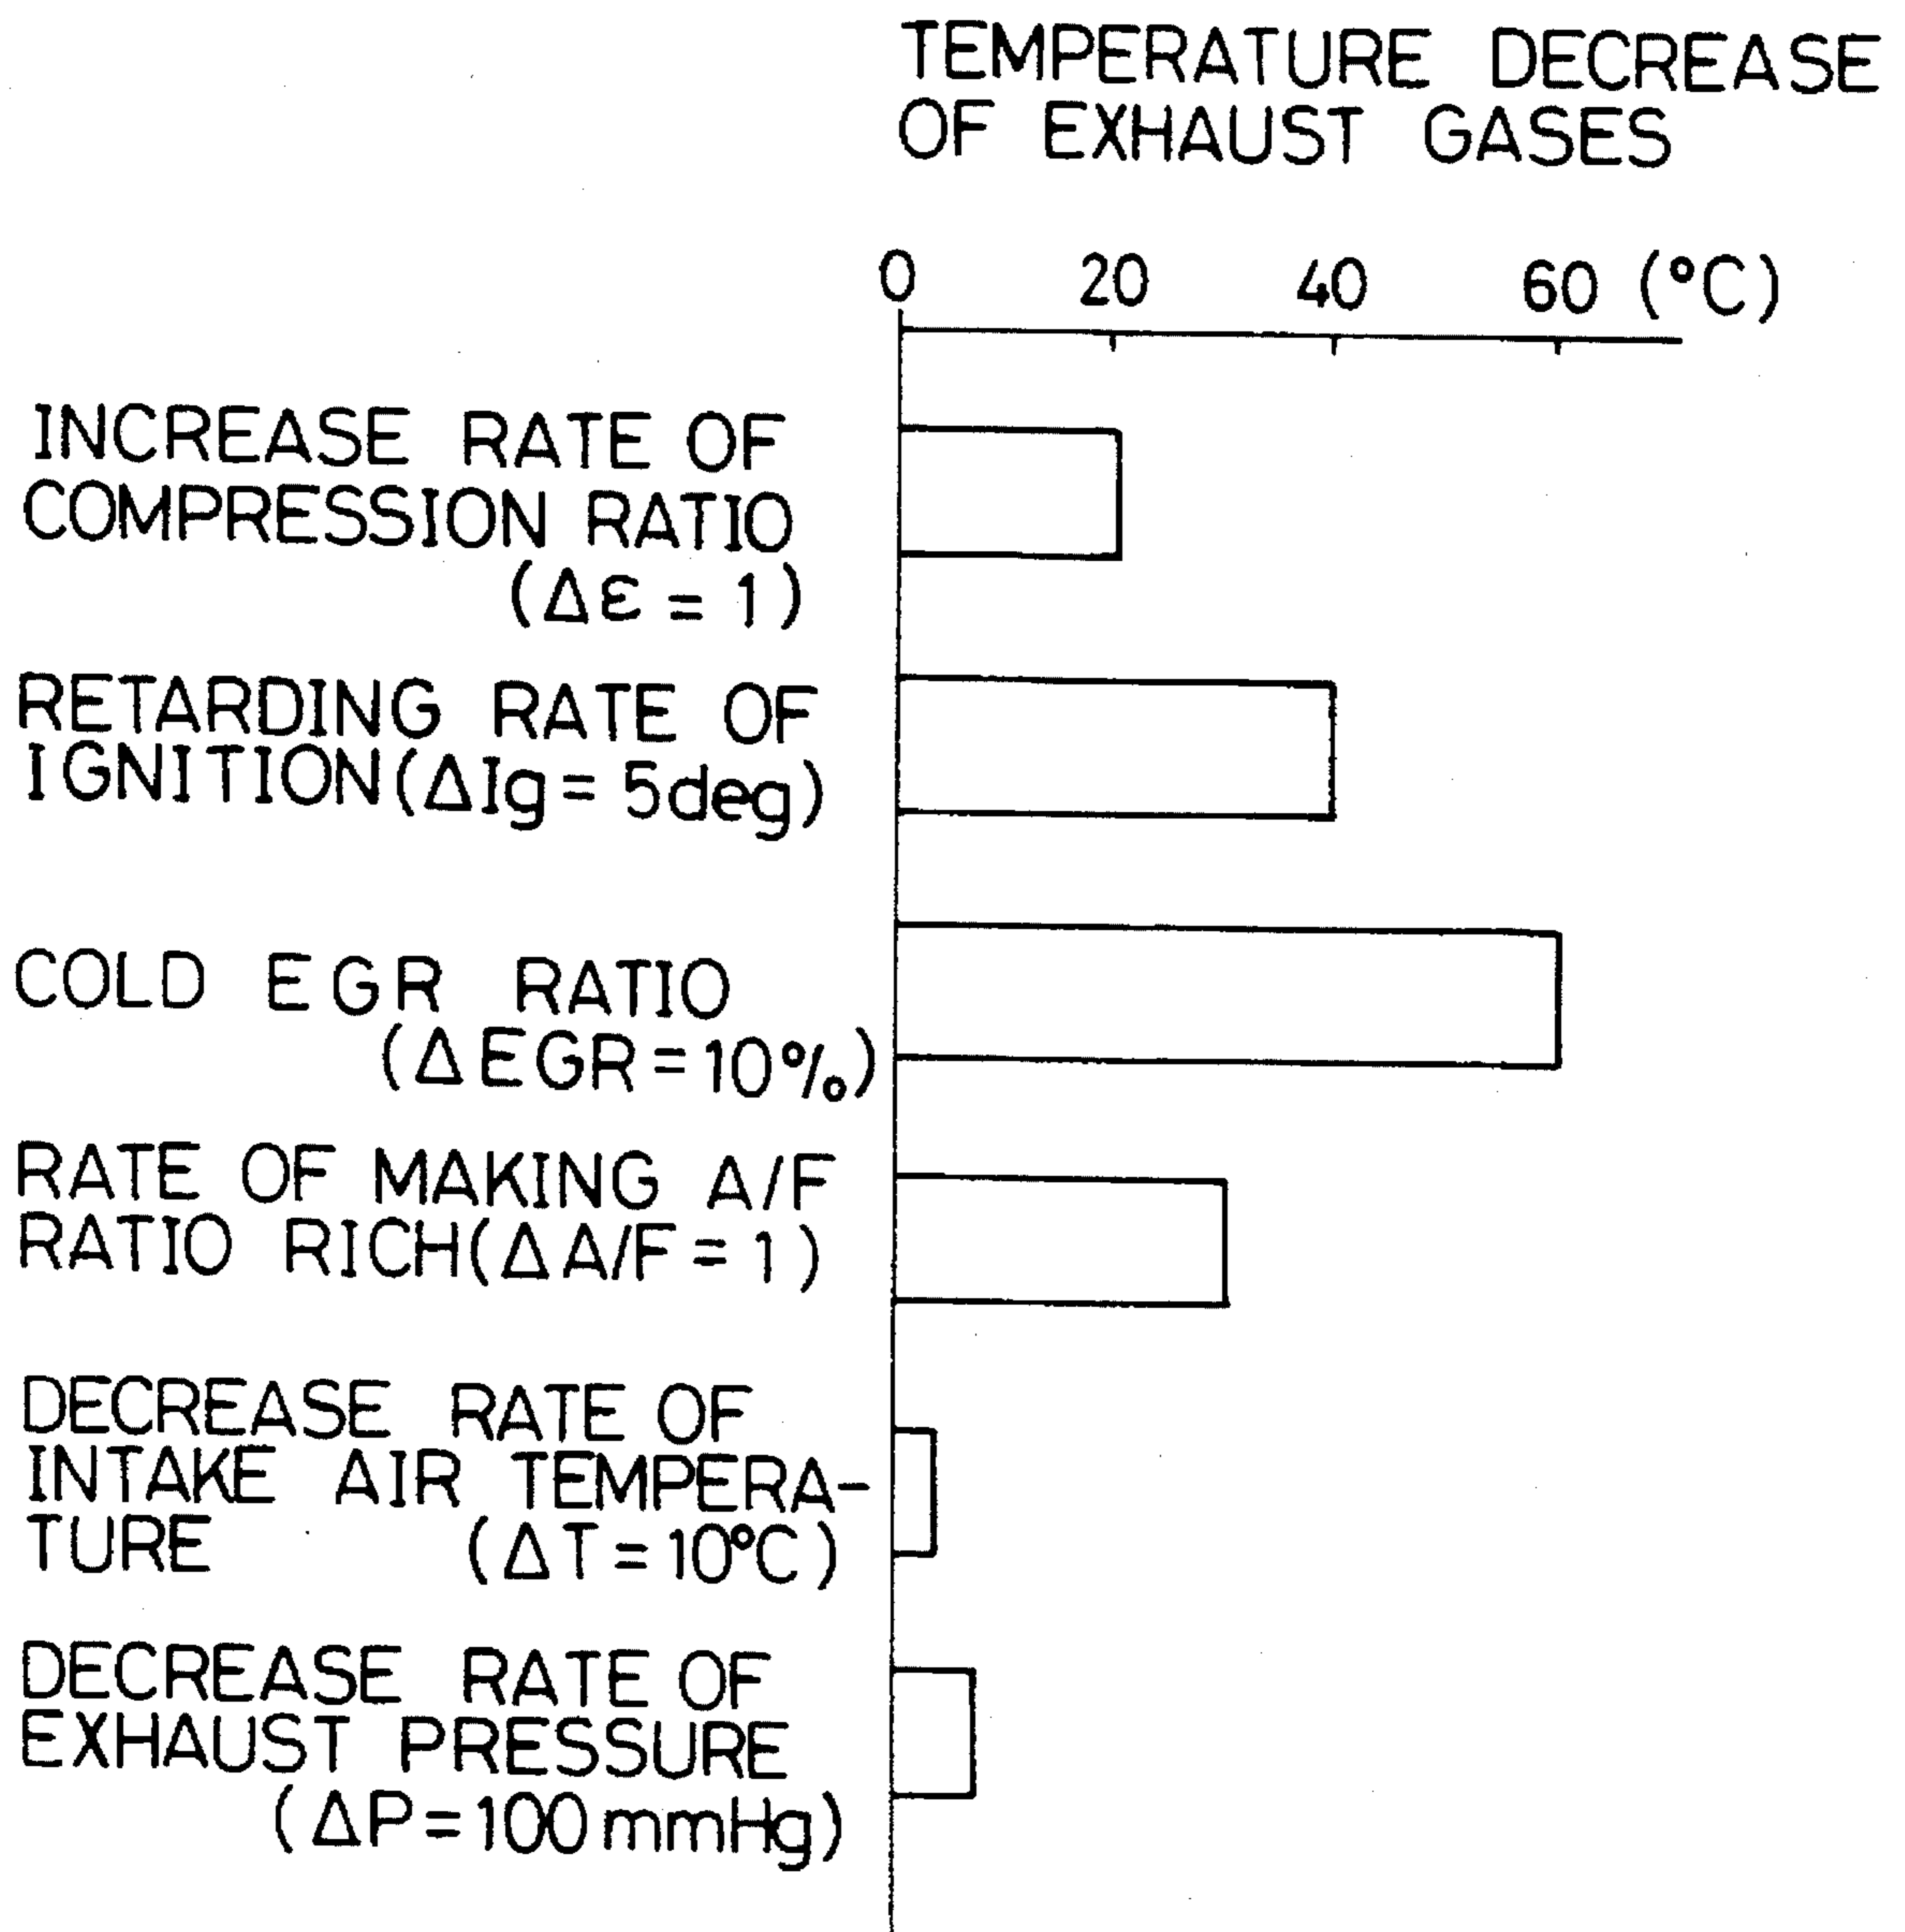 TEMPERATURE DECREASE
OF EXHAUST GASES
0 20 40 60 (°C)
INCREASE RATE OF
COMPRESSION RATIO
(Δε = 1)
RETARDING RATE OF
IGNITION(ΔIg = 5deg)
COLD EGR RATIO
(ΔEGR = 10%)
RATE OF MAKING A/F
RATIO RICH(ΔA/F = 1)
DECREASE RATE OF
INTAKE AIR TEMPERA-
TURE (ΔT = 10°C)
DECREASE RATE OF
EXHAUST PRESSURE
(ΔP = 100 mmHg)